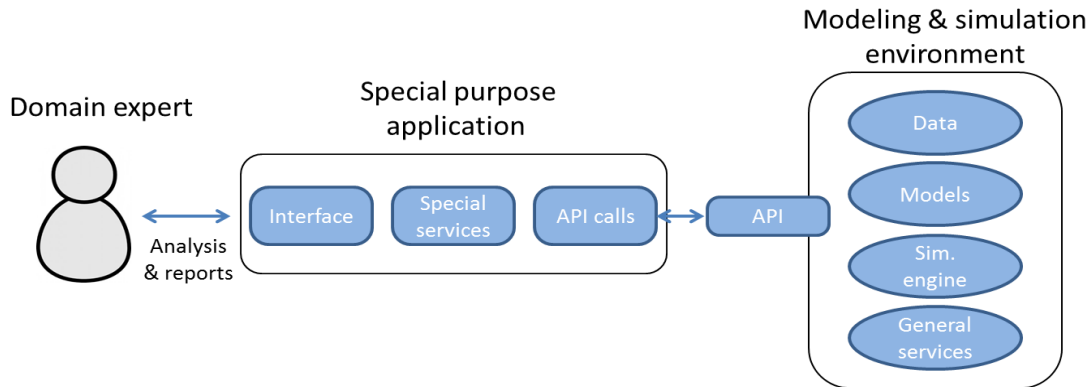 Modeling & simulation
environment
Special purpose
application
Domain expert
Data
Models
Interface
Special
services
API calls
API
Analysis
& reports
Sim.
engine
General
services